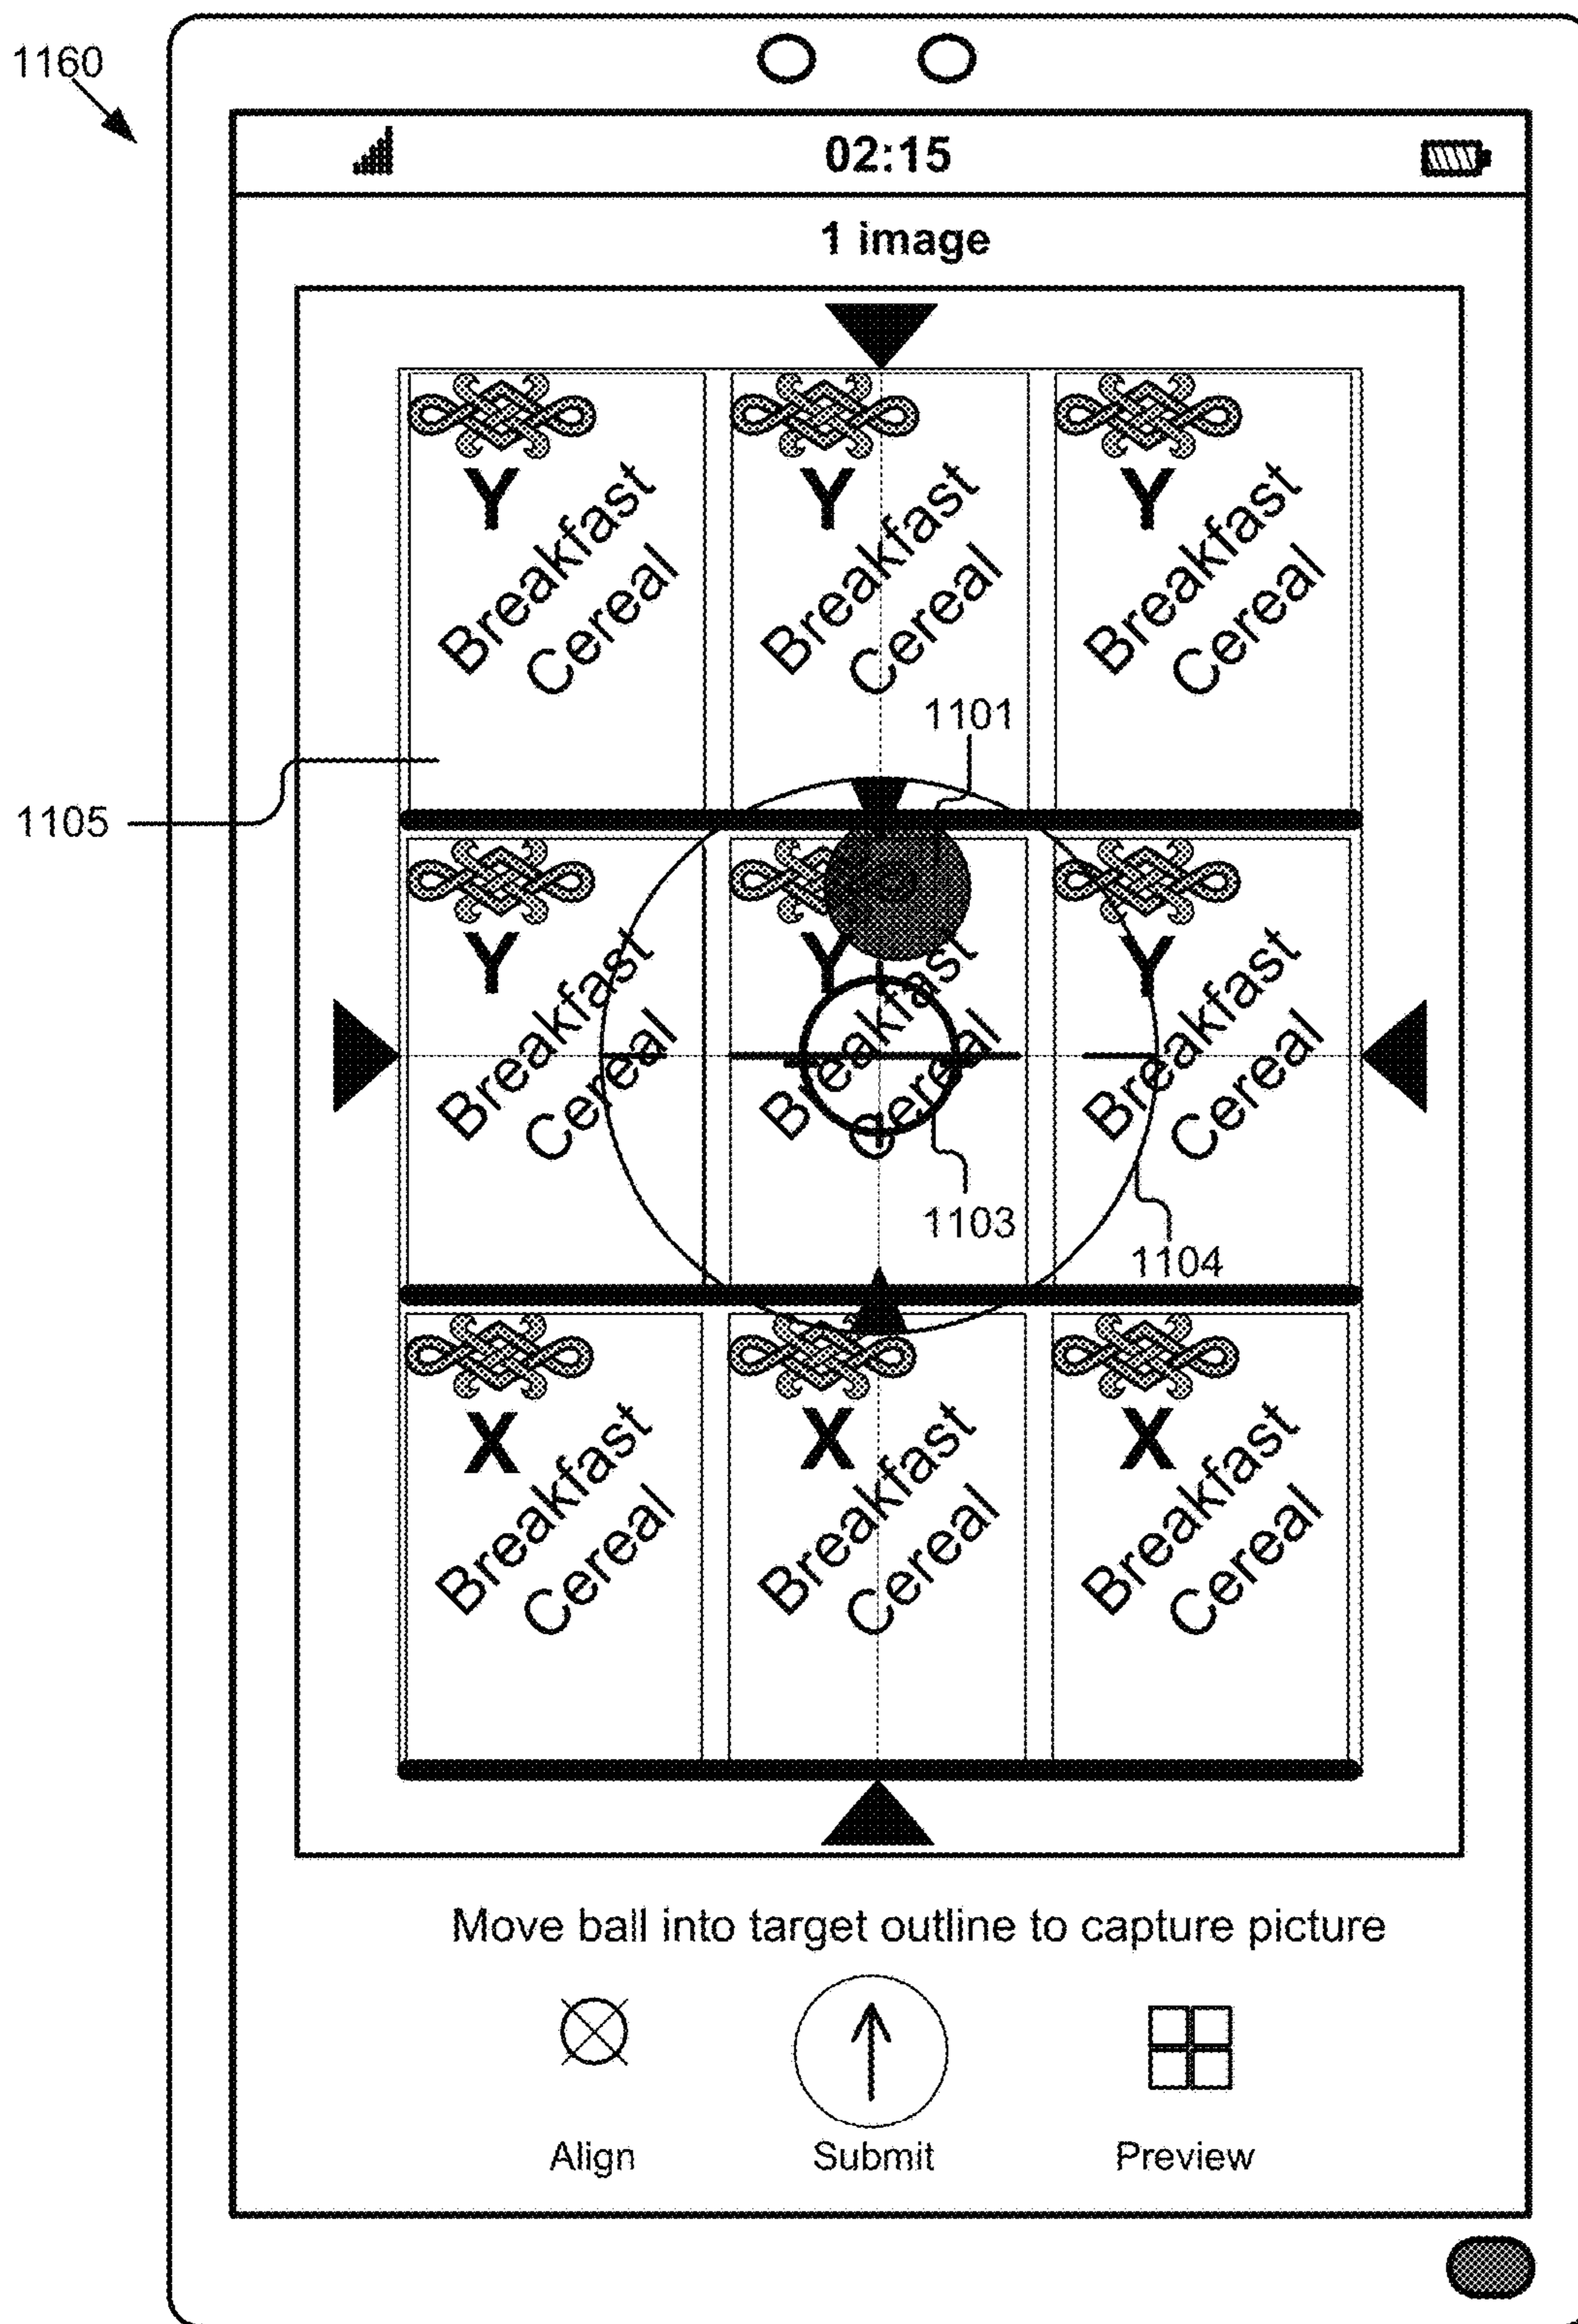 1160
02:15
1 image
Y Y Y
Breakfast Breakfast Breakfast
Cereal Cereal Cereal
1101
1105
Y Y Y
Breakfast Breakfast Breakfast
Cereal Cereal Cereal
1103
1104
X X X
Breakfast Breakfast Breakfast
Cereal Cereal Cereal
Move ball into target outline to capture picture
Align Submit Preview